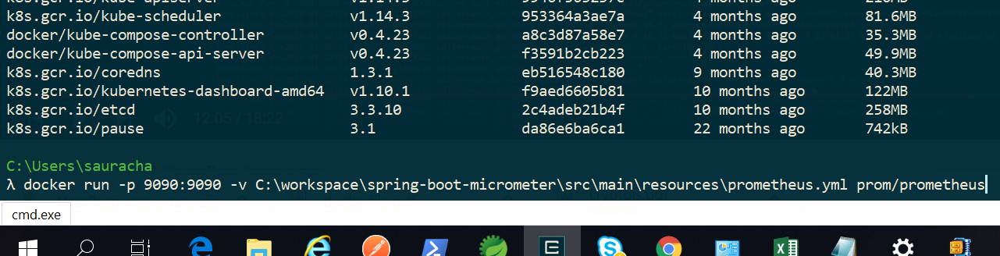 k8s.gcr.io/kube-scheduler v1.14.3 953364a3ae7a 4 months ago 81.6MB
docker/kube-compose-controller v0.4.23 a8c3d87a58e7 4 months ago 35.3MB
docker/kube-compose-api-server v0.4.23 f3591b2cb223 4 months ago 49.9MB
k8s.gcr.io/coredns 1.3.1 eb516548c180 9 months ago 40.3MB
k8s.gcr.io/kubernetes-dashboard-amd64 v1.10.1 f9aed6605b81 10 months ago 122MB
k8s.gcr.io/etcd 3.3.10 2c4adeb21b4f 10 months ago 258MB
12:05 / 18:22
k8s.gcr.io/pause 3.1 da86e6ba6ca1 22 months ago 742kB
C:\Users\sauracha
λ docker run -p 9090:9090 -v C:\workspace\spring-boot-micrometer\src\main\resources\prometheus.yml prom/prometheus
cmd.exe